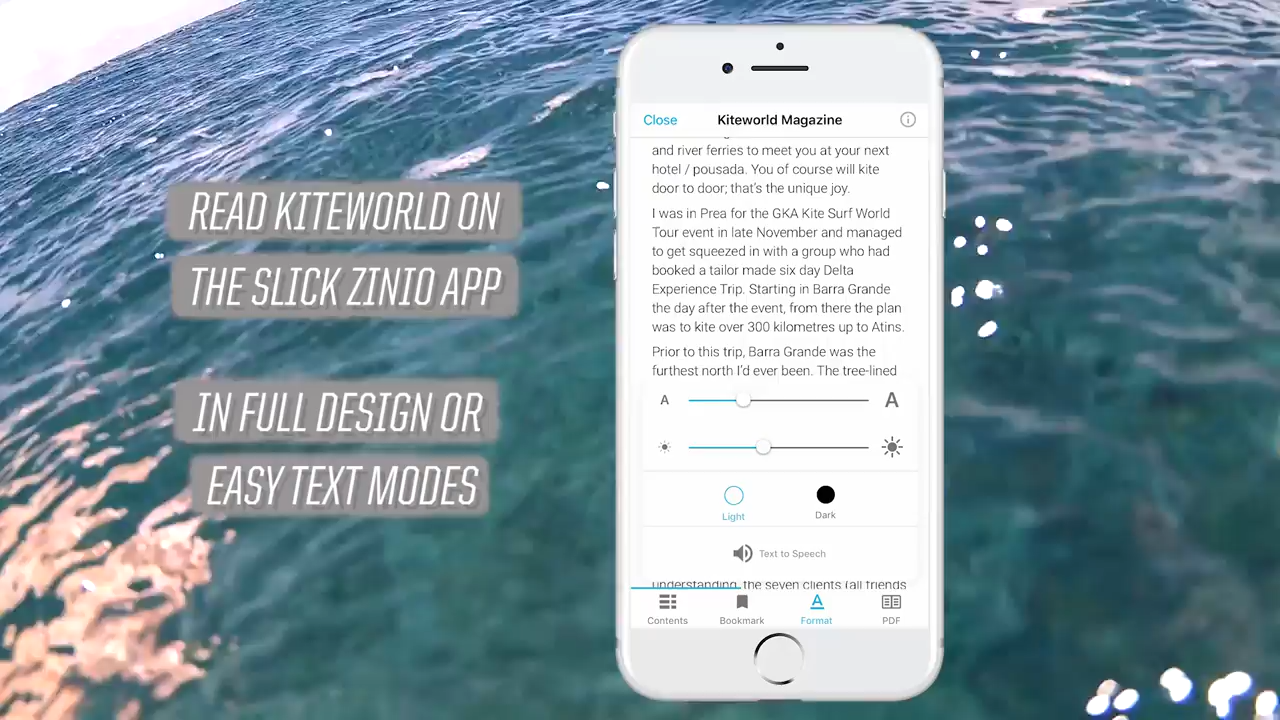 READ KITEWORLD ON
THE SLICK ZINIO APP
IN FULL DESIGN OR
EASY TEXT MODES
Close
Kiteworld Magazine
and river ferries to meet you at your next
hotel / pousada. You of course will kite
door to door; that's the unique joy.
I was in Prea for the GKA Kite Surf World
Tour event in late November and managed
to get squeezed in with a group who had
booked a tailor made six day Delta
Experience Trip. Starting in Barra Grande
the day after the event, from there the plan
was to kite over 300 kilometres up to Atins.
Prior to this trip, Barra Grande was the
furthest north I'd ever been. The tree-lined
A A
Light Dark
Text to Speech
understanding, the seven clients (all friends
Contents Bookmark A Format PDF